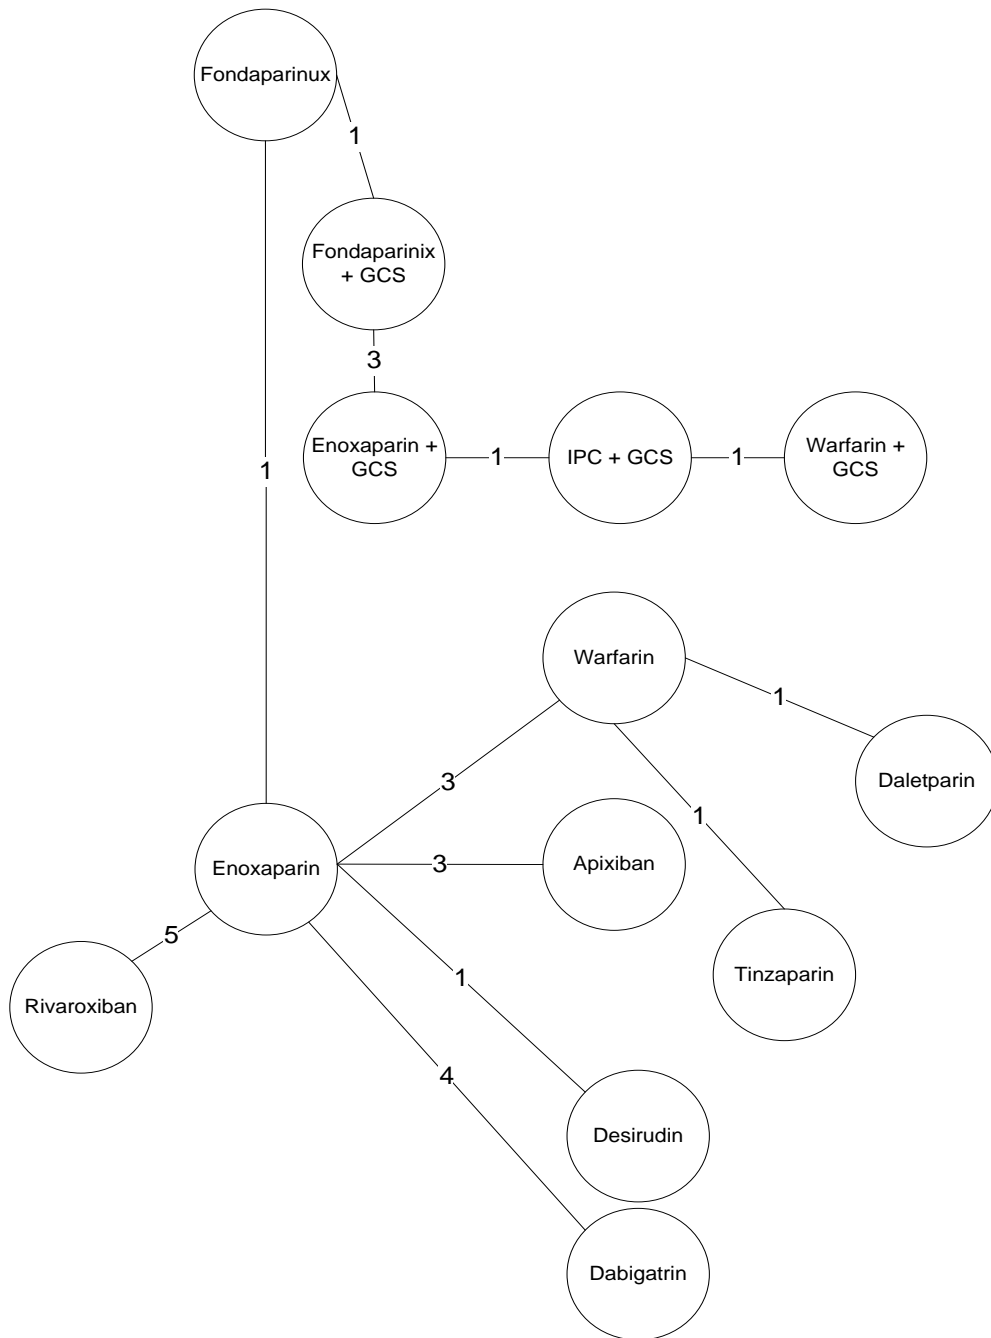 Fondaparinux
1
Fondaparinix
+ GCS
3
Enoxaparin +
GCS
1
IPC + GCS
1
Warfarin +
GCS
1
Warfarin
1
Daletparin
3
1
Enoxaparin
3
Apixiban
5
Tinzaparin
1
Rivaroxiban
4
Desirudin
Dabigatrin